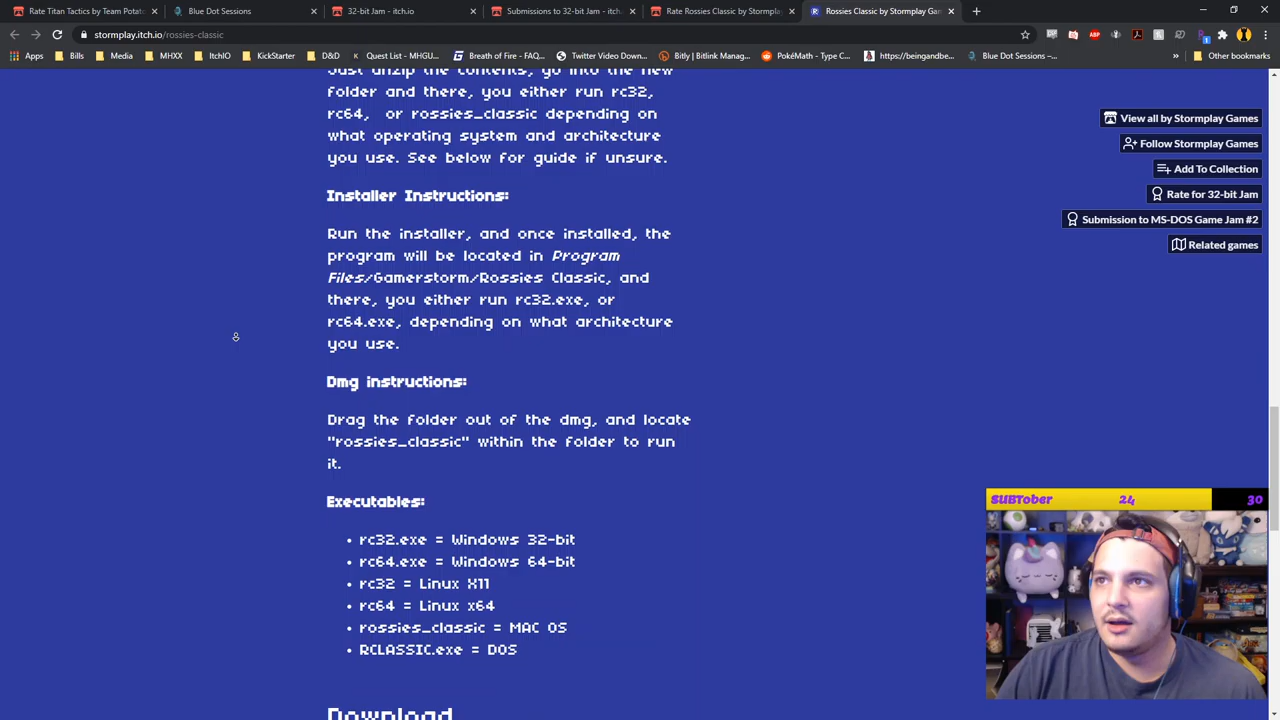 Rate Titan Tactics by Team Potato
Blue Dot Sessions
32-bit Jam - itch.io
Submissions to 32-bit Jam - itch.
Rate Rossies Classic by Stormplay
Rossies Classic by Stormplay Gam
stormplay.itch.io/rossies-classic
Apps
Bills
Media
MHXX
ItchIO
KickStarter
D&D
Quest List - MHGU...
Breath of Fire - FAQ...
Twitter Video Down...
Bitly | Bitlink Manag...
PokéMath - Type C...
https://beingandbe...
Blue Dot Sessions —...
»
Other bookmarks
Just unzip the contents, go into the new
folder and there, you either run rc32,
rc64, or rossies_classic depending on
what operating system and architecture
you use. See below for guide if unsure.
Installer Instructions:
Run the installer, and once installed, the
program will be located in Program
Files/Gamerstorm/Rossies Classic, and
there, you either run rc32.exe, or
rc64.exe, depending on what architecture
you use.
Dmg instructions:
Drag the folder out of the dmg, and locate
"rossies_classic" within the folder to run
it.
Executables:
• rc32.exe = Windows 32-bit
• rc64.exe = Windows 64-bit
• rc32 = Linux X11
• rc64 = Linux x64
• rossies_classic = MAC OS
• RCLASSIC.exe = DOS
Download
View all by Stormplay Games
Follow Stormplay Games
Add To Collection
Rate for 32-bit Jam
Submission to MS-DOS Game Jam #2
Related games
SUBTober 24 30